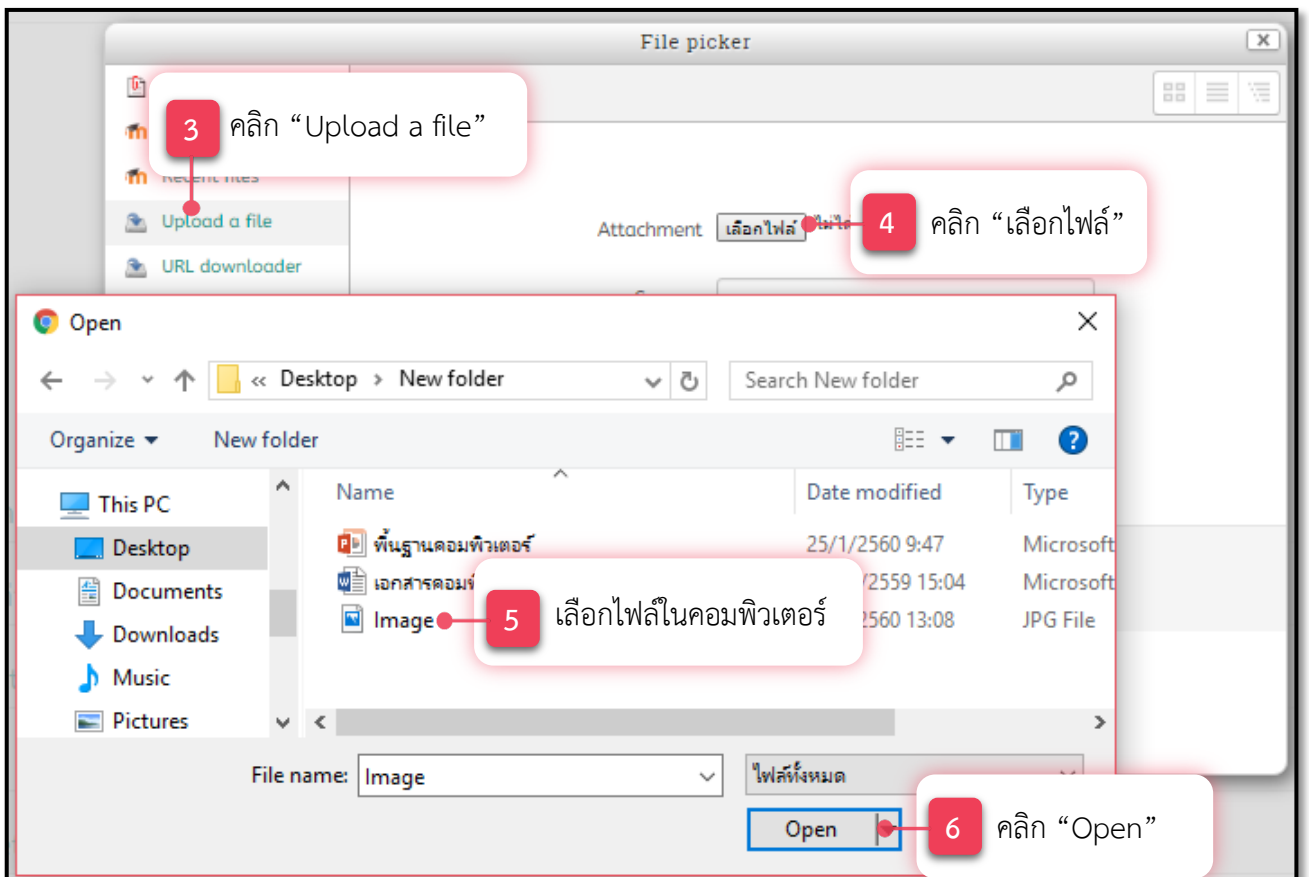 File picker
3 คลิก “Upload a file”
Recent files
Upload a file
Attachment เลือกไฟล์
4 คลิก “เลือกไฟล์”
URL downloader
Open
« Desktop › New folder
Search New folder
Organize
New folder
Name Date modified Type
This PC
Desktop
Documents
Downloads
Music
Pictures
พื้นฐานคอมพิวเตอร์ 25/1/2560 9:47 Microsoft
/2559 15:04 Microsoft
Image 2560 13:08 JPG File
5 เลือกไฟล์ในคอมพิวเตอร์
File name: Image ไฟล์ทั้งหมด
Open
6 คลิก “Open”